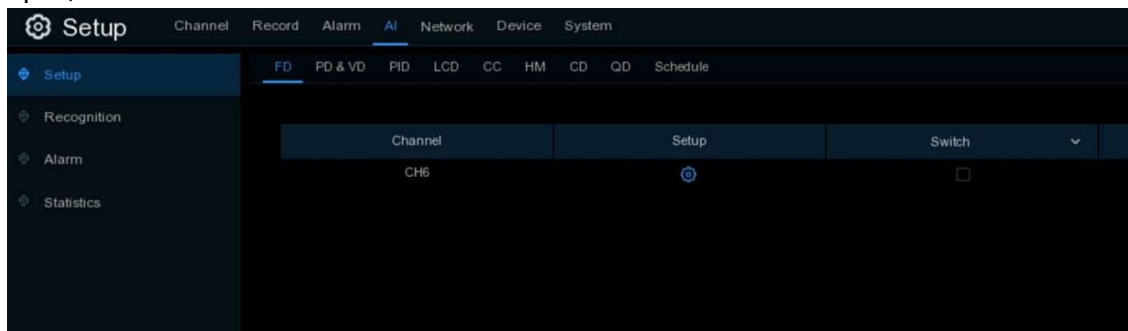 Setup Channel Record Alarm AI Network Device System
Setup
FD PD & VD PID LCD CC HM CD QD Schedule
Recognition
Alarm
Statistics
Channel Setup Switch
CH6